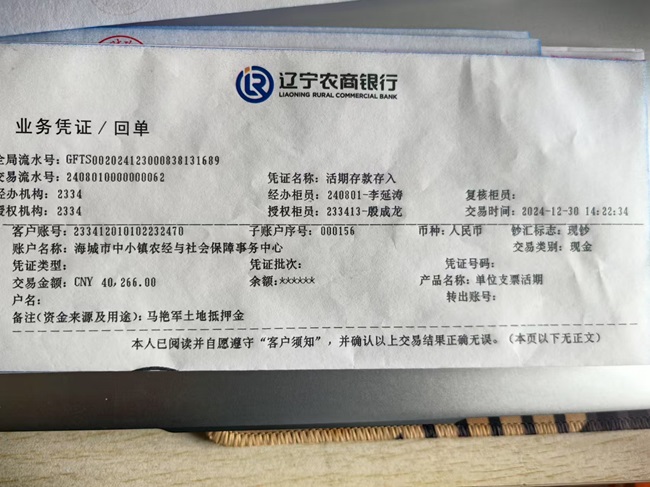 辽宁农商银行
LIAONING RURAL COMMERCIAL BANK
业务凭证/回单
全局流水号: GFTS002024123000838131689
交易流水号: 2408010000000062 凭证名称: 活期存款存入
经办机构: 2334 经办柜员: 240801-李延涛 复核柜员:
授权机构: 2334 授权柜员: 233413-殷成龙 交易时间: 2024-12-30 14:22:34
客户账号: 233412010102232470 子账户序号: 000156 币种: 人民币 钞汇标志: 现钞
账户名称: 海城市中小镇农经与社会保障事务中心 交易类别: 现金
凭证类型: 凭证批次: 凭证号码:
交易金额: CNY 40,266.00 余额: ****** 产品名称: 单位支票活期
户名: 转出账号:
备注(资金来源及用途): 马艳军土地抵押金
本人已阅读并自愿遵守“客户须知”, 并确认以上交易结果正确无误。(本页以下无正文)